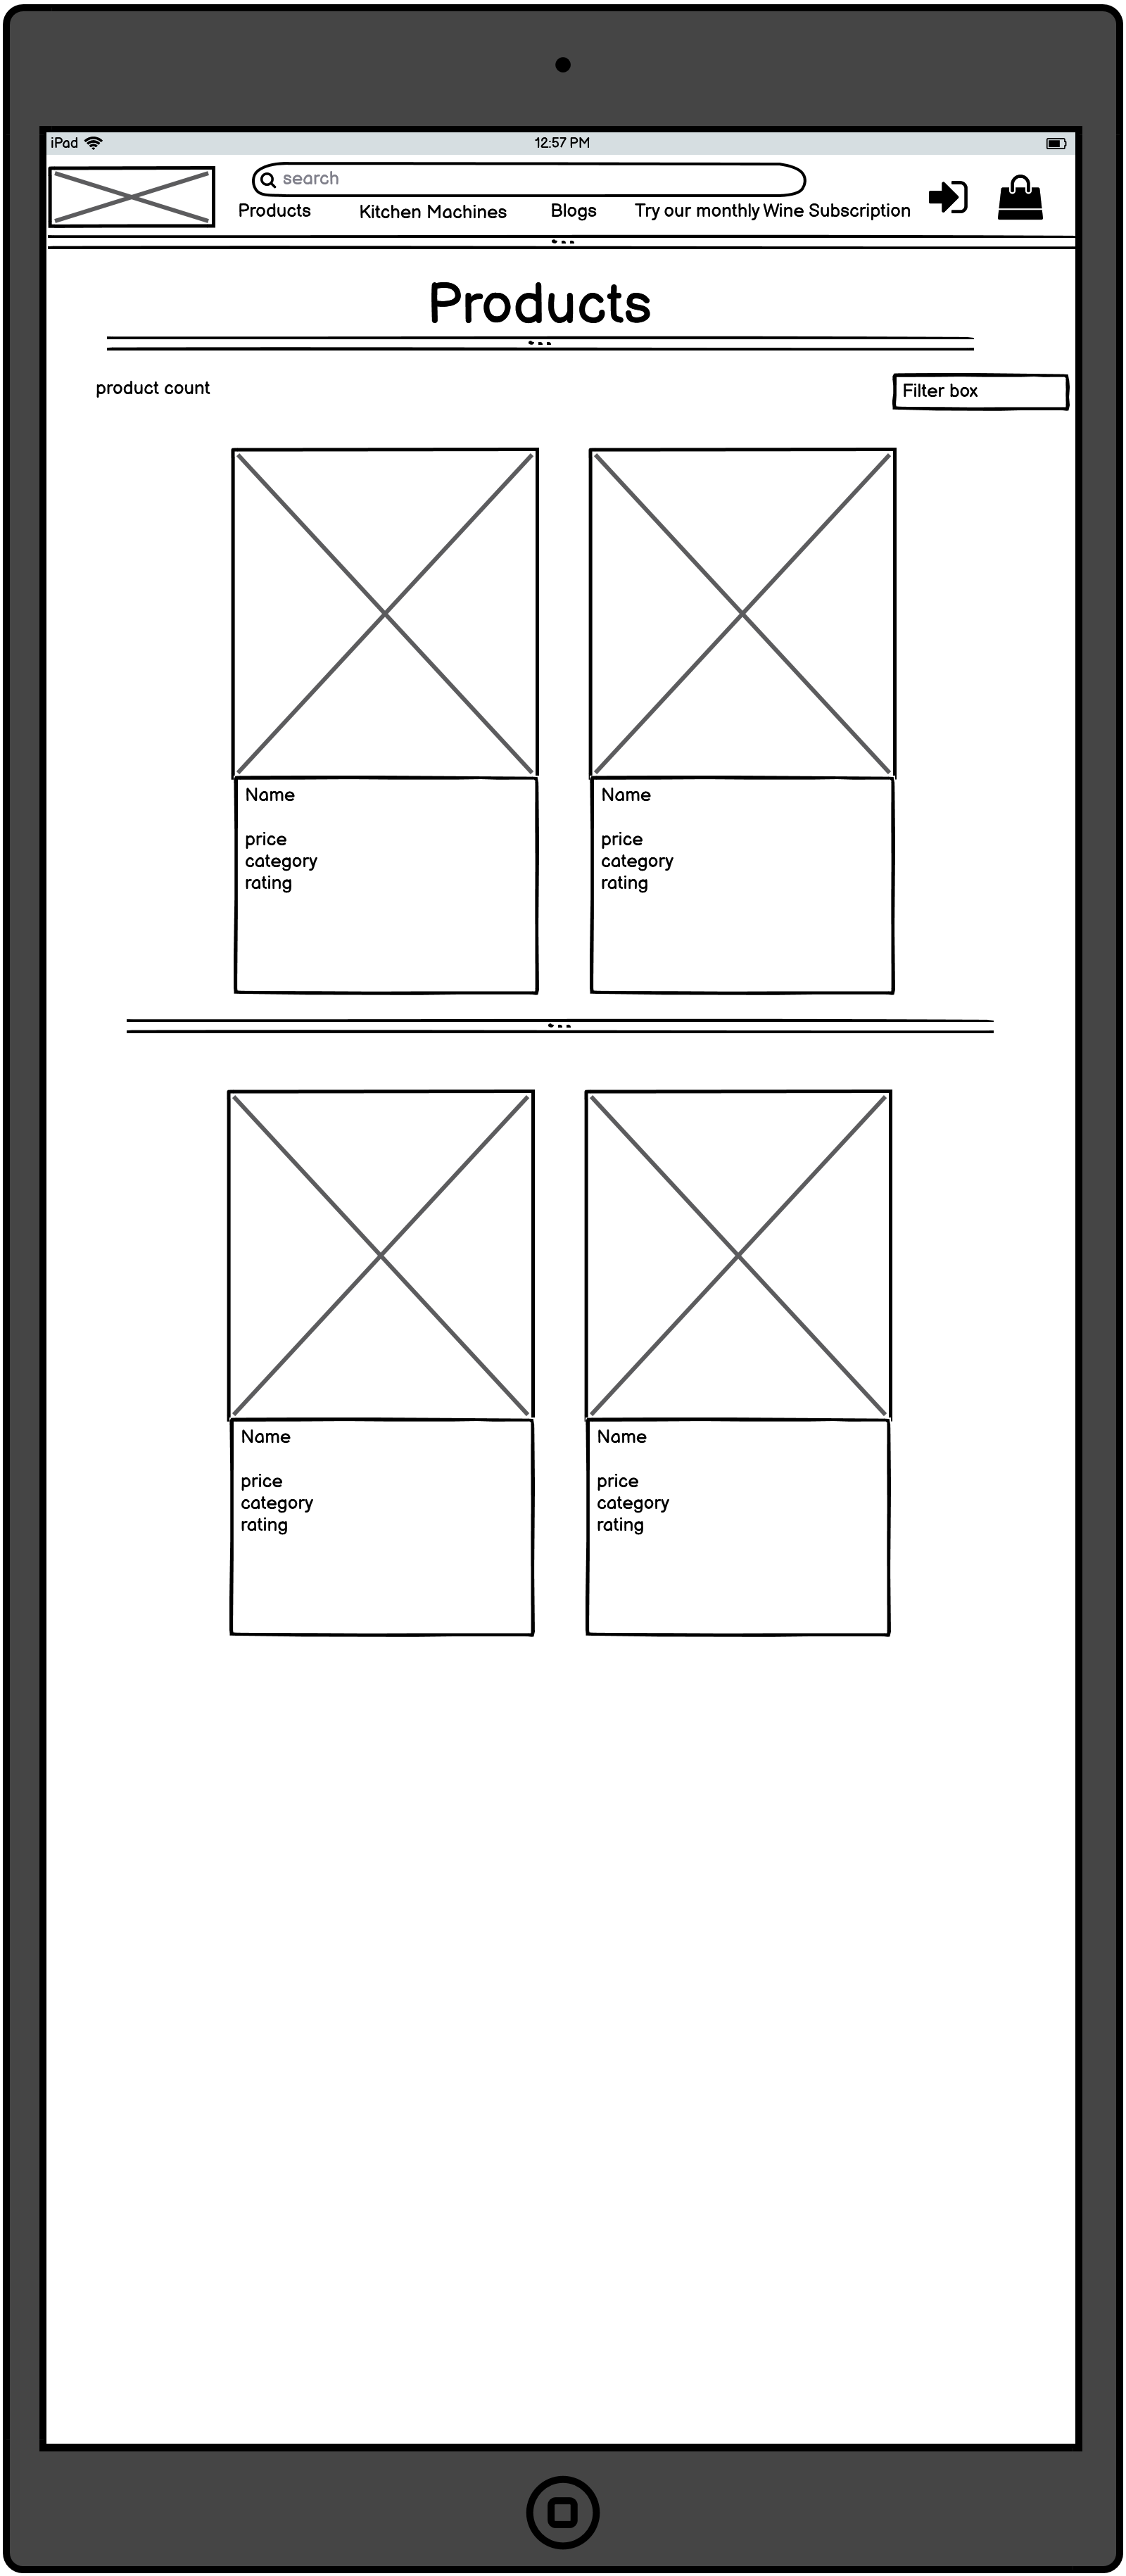 iPad 12:57 PM
search
Products Kitchen Machines Blogs Try our monthly Wine Subscription
Products
product count Filter box
Name Name
price price
category category
rating rating
Name Name
price price
category category
rating rating